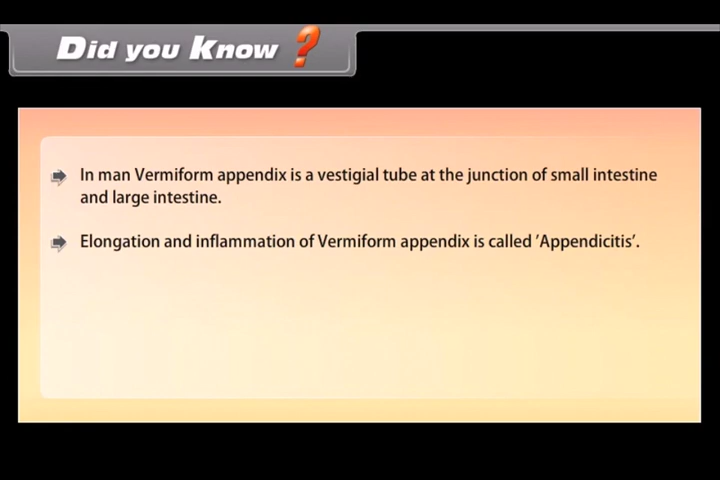 Did you Know ?
In man Vermiform appendix is a vestigial tube at the junction of small intestine
and large intestine.
Elongation and inflammation of Vermiform appendix is called 'Appendicitis'.